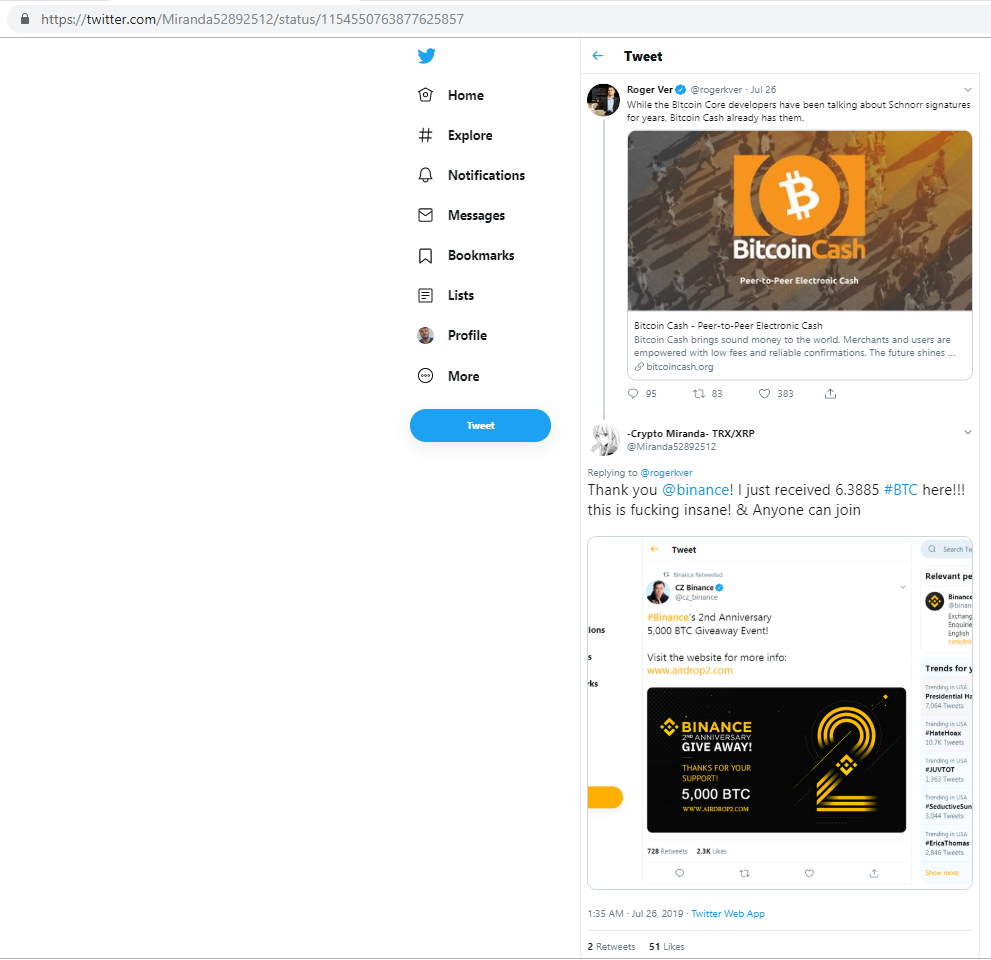 https://twitter.com/Miranda52892512/status/1154550763877625857
Home
Explore
Notifications
Messages
Bookmarks
Lists
Profile
More
Tweet
Tweet
Roger Ver @rogerkver · Jul 26
While the Bitcoin Core developers have been talking about Schnorr signatures
for years, Bitcoin Cash already has them.
BitcoinCash
Peer-to-Peer Electronic Cash
Bitcoin Cash - Peer-to-Peer Electronic Cash
Bitcoin Cash brings sound money to the world. Merchants and users are
empowered with low fees and reliable confirmations. The future shines ...
bitcoincash.org
95 83 383
-Crypto Miranda- TRX/XRP
@Miranda52892512
Replying to @rogerkver
Thank you @binance! I just received 6.3885 #BTC here!!!
this is fucking insane! & Anyone can join
Tweet
Binance Retweeted
CZ Binance
@cz_binance
#Binance's 2nd Anniversary
5,000 BTC Giveaway Event!
Visit the website for more info:
www.airdrop2.com
BINANCE
2ND ANNIVERSARY
GIVE AWAY!
THANKS FOR YOUR
SUPPORT!
5,000 BTC
WWW.AIRDROP2.COM
2
728 Retweets 2.3K Likes
ions
s
rks
Search Tw
Relevant pe
Binance
@binan
Exchang
Enquirie
English
t.me/bin
Trends for y
Trending in USA
Presidential Ha
7,064 Tweets
Trending in USA
#HateHoax
10.7K Tweets
Trending in USA
#JUVTOT
1,363 Tweets
Trending in USA
#SeductiveSun
3,044 Tweets
Trending in USA
#EricaThomas
2,846 Tweets
Show more
1:35 AM · Jul 26, 2019 · Twitter Web App
2 Retweets 51 Likes